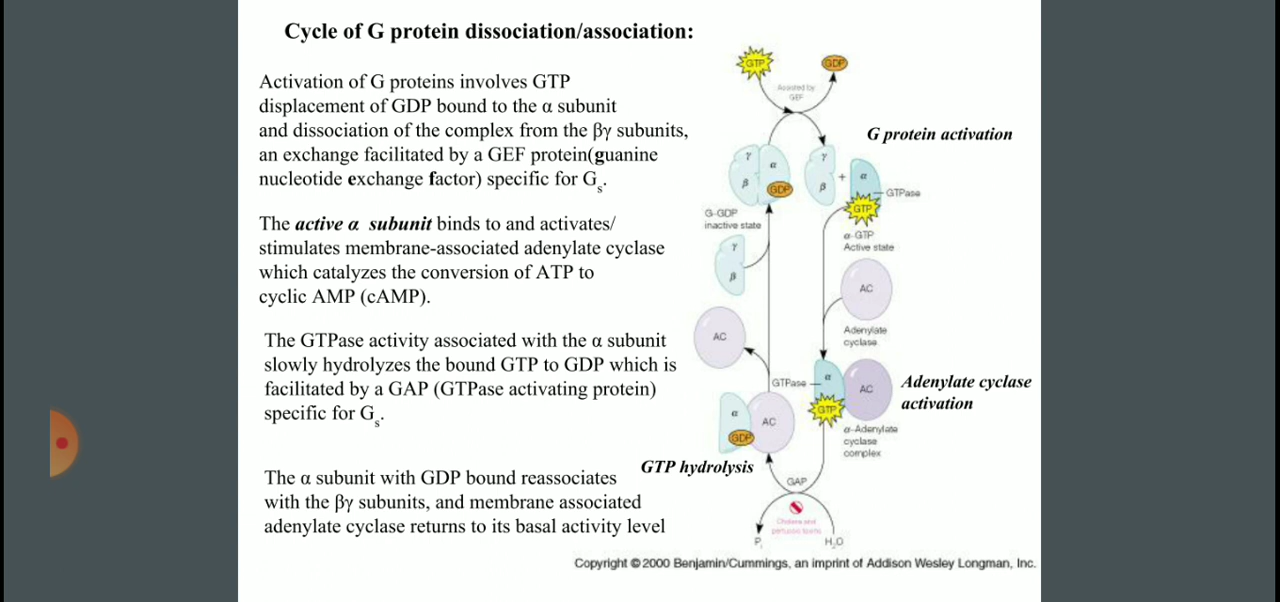 Cycle of G protein dissociation/association:
Activation of G proteins involves GTP
displacement of GDP bound to the α subunit
and dissociation of the complex from the βγ subunits,
an exchange facilitated by a GEF protein(guanine
nucleotide exchange factor) specific for Gs.
The active α subunit binds to and activates/
stimulates membrane-associated adenylate cyclase
which catalyzes the conversion of ATP to
cyclic AMP (cAMP).
The GTPase activity associated with the α subunit
slowly hydrolyzes the bound GTP to GDP which is
facilitated by a GAP (GTPase activating protein)
specific for Gs.
The α subunit with GDP bound reassociates
with the βγ subunits, and membrane associated
adenylate cyclase returns to its basal activity level
GTP
GDP
Assisted by
GEF
G protein activation
γ
α
β
GDP
γ
β
+
α
GTPase
GTP
G-GDP
inactive state
α-GTP
Active state
γ
β
AC
Adenylate
cyclase
AC
GTPase
α
AC
GTP
Adenylate cyclase
activation
α
AC
GDP
α-Adenylate
cyclase
complex
GTP hydrolysis
GAP
Cholera and
pertussis toxins
Pi
H2O
Copyright © 2000 Benjamin/Cummings, an imprint of Addison Wesley Longman, Inc.